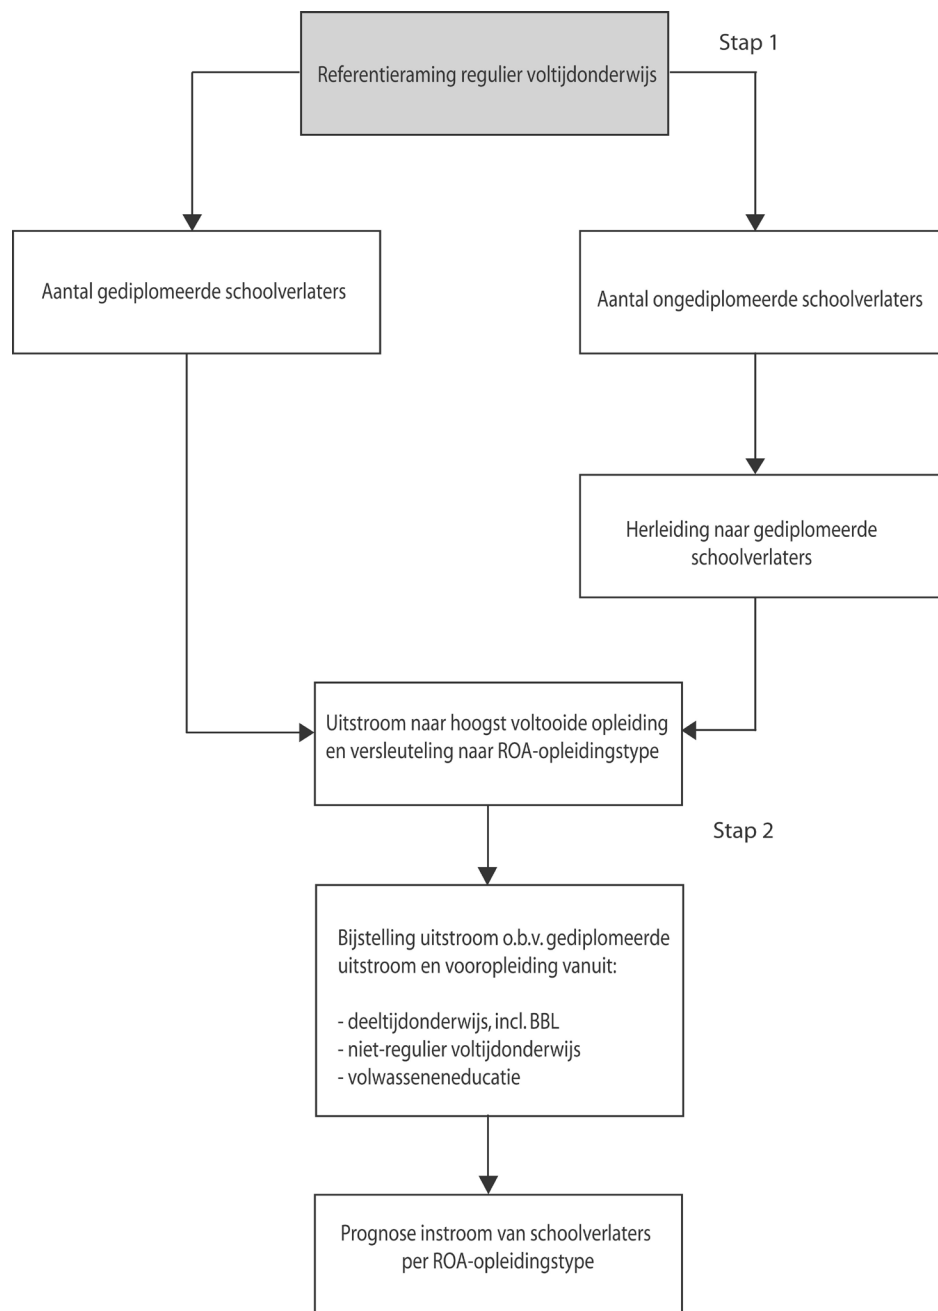 Stap 1
Referentieraming regulier voltijdonderwijs
Aantal gediplomeerde schoolverlaters
Aantal ongediplomeerde schoolverlaters
Herleiding naar gediplomeerde
schoolverlaters
Uitstroom naar hoogst voltooide opleiding
en versleuteling naar ROA-opleidingstype
Stap 2
Bijstelling uitstroom o.b.v. gediplomeerde
uitstroom en vooropleiding vanuit:
- deeltijdonderwijs, incl. BBL
- niet-regulier voltijdonderwijs
- volwasseneneducatie
Prognose instroom van schoolverlaters
per ROA-opleidingstype